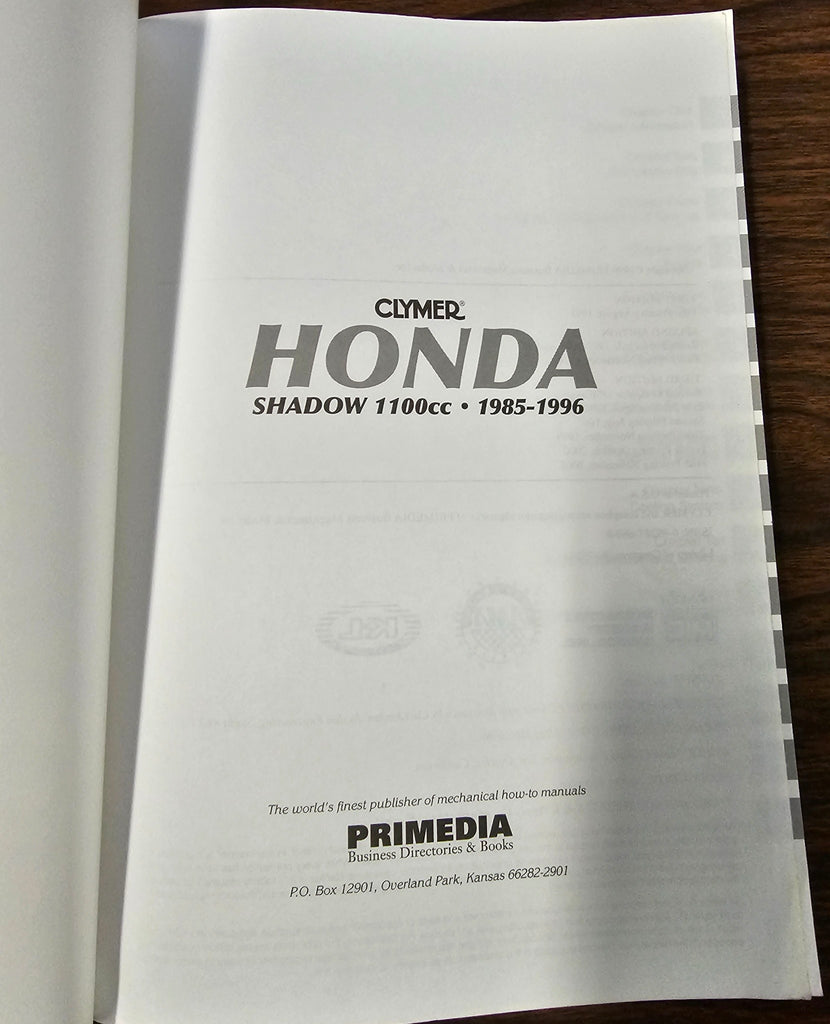 CLYMER®
HONDA
SHADOW 1100cc • 1985-1996
The world's finest publisher of mechanical how-to manuals
PRIMEDIA
Business Directories & Books
P.O. Box 12901, Overland Park, Kansas 66282-2901